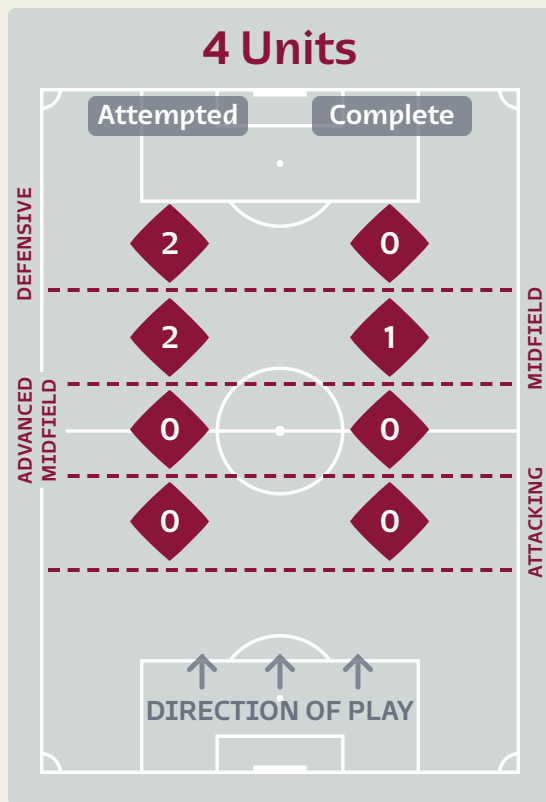 4 Units
Attempted Complete
DEFENSIVE
2 0
MIDFIELD
2 1
ADVANCED
MIDFIELD
0 0
ATTACKING
0 0
DIRECTION OF PLAY